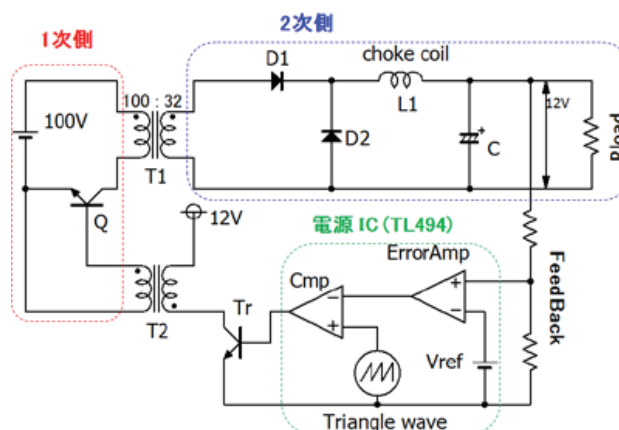 1次側
2次側
D1
choke coil
L1
100 : 32
100V
T1
D2
C
12V
Rload
Q
12V
電源 IC (TL494)
ErrorAmp
Cmp
FeedBack
T2
Tr
Vref
Triangle wave